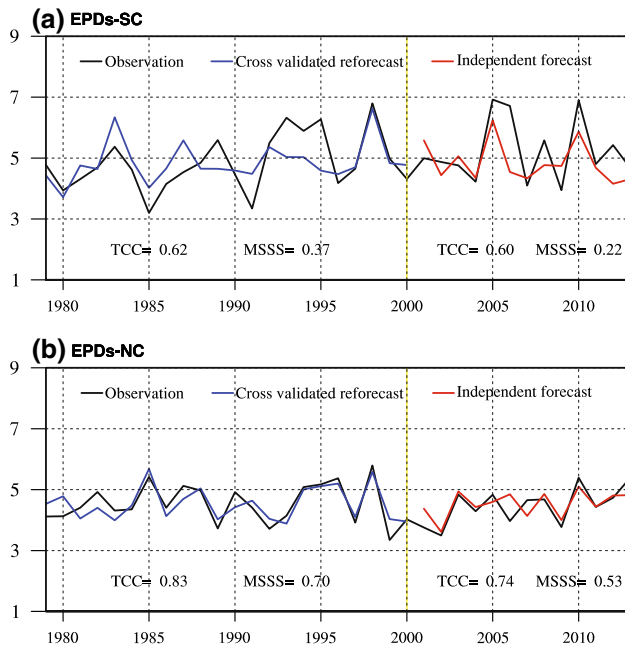 (a) EPDs-SC
9
Observation Cross validated reforecast Independent forecast
7
5
3
TCC= 0.62 MSSS= 0.37 TCC= 0.60 MSSS= 0.22
1
1980 1985 1990 1995 2000 2005 2010
(b) EPDs-NC
9
Observation Cross validated reforecast Independent forecast
7
5
3
TCC= 0.83 MSSS= 0.70 TCC= 0.74 MSSS= 0.53
1
1980 1985 1990 1995 2000 2005 2010